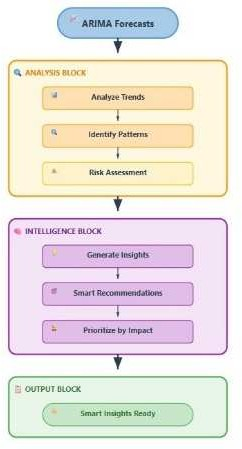 ARIMA Forecasts
ANALYSIS BLOCK
Analyze Trends
Identify Patterns
Risk Assessment
INTELLIGENCE BLOCK
Generate Insights
Smart Recommendations
Prioritize by Impact
OUTPUT BLOCK
Smart Insights Ready